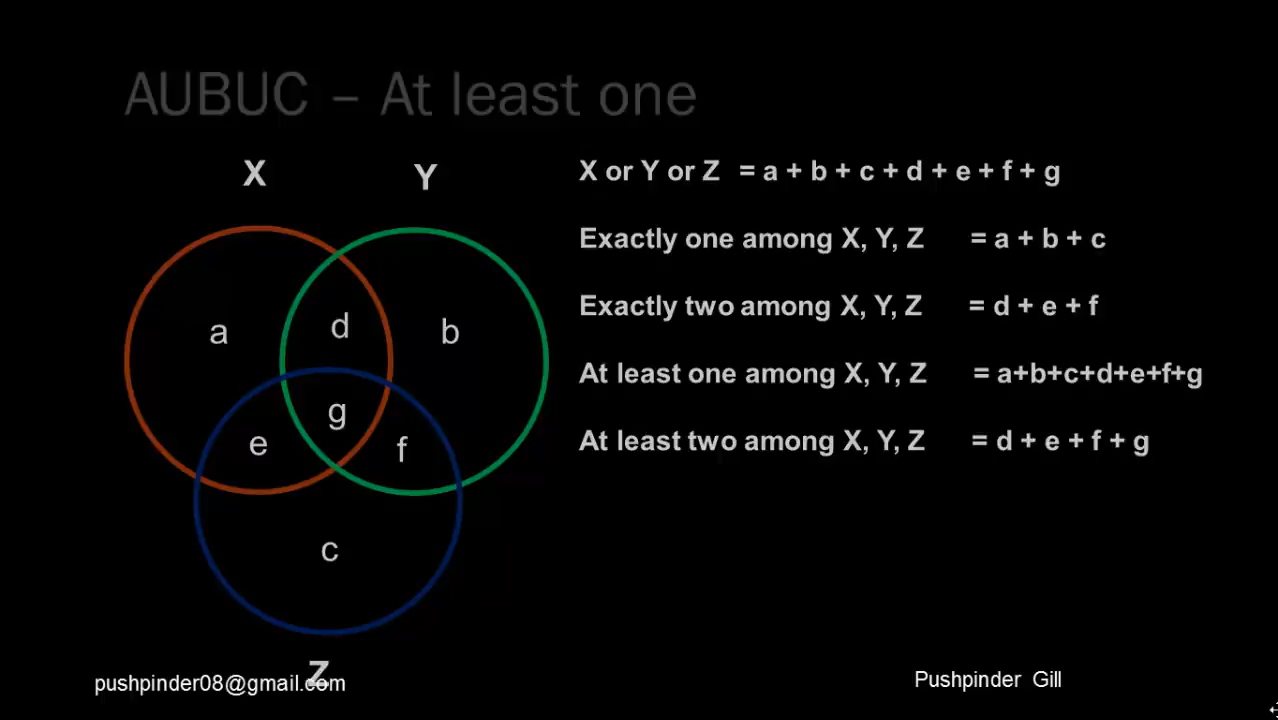 AUBUC – At least one
X
Y
X or Y or Z = a + b + c + d + e + f + g
Exactly one among X, Y, Z = a + b + c
Exactly two among X, Y, Z = d + e + f
a
d
b
At least one among X, Y, Z = a+b+c+d+e+f+g
g
e
f
At least two among X, Y, Z = d + e + f + g
c
Z
pushpinder08@gmail.com
Pushpinder Gill